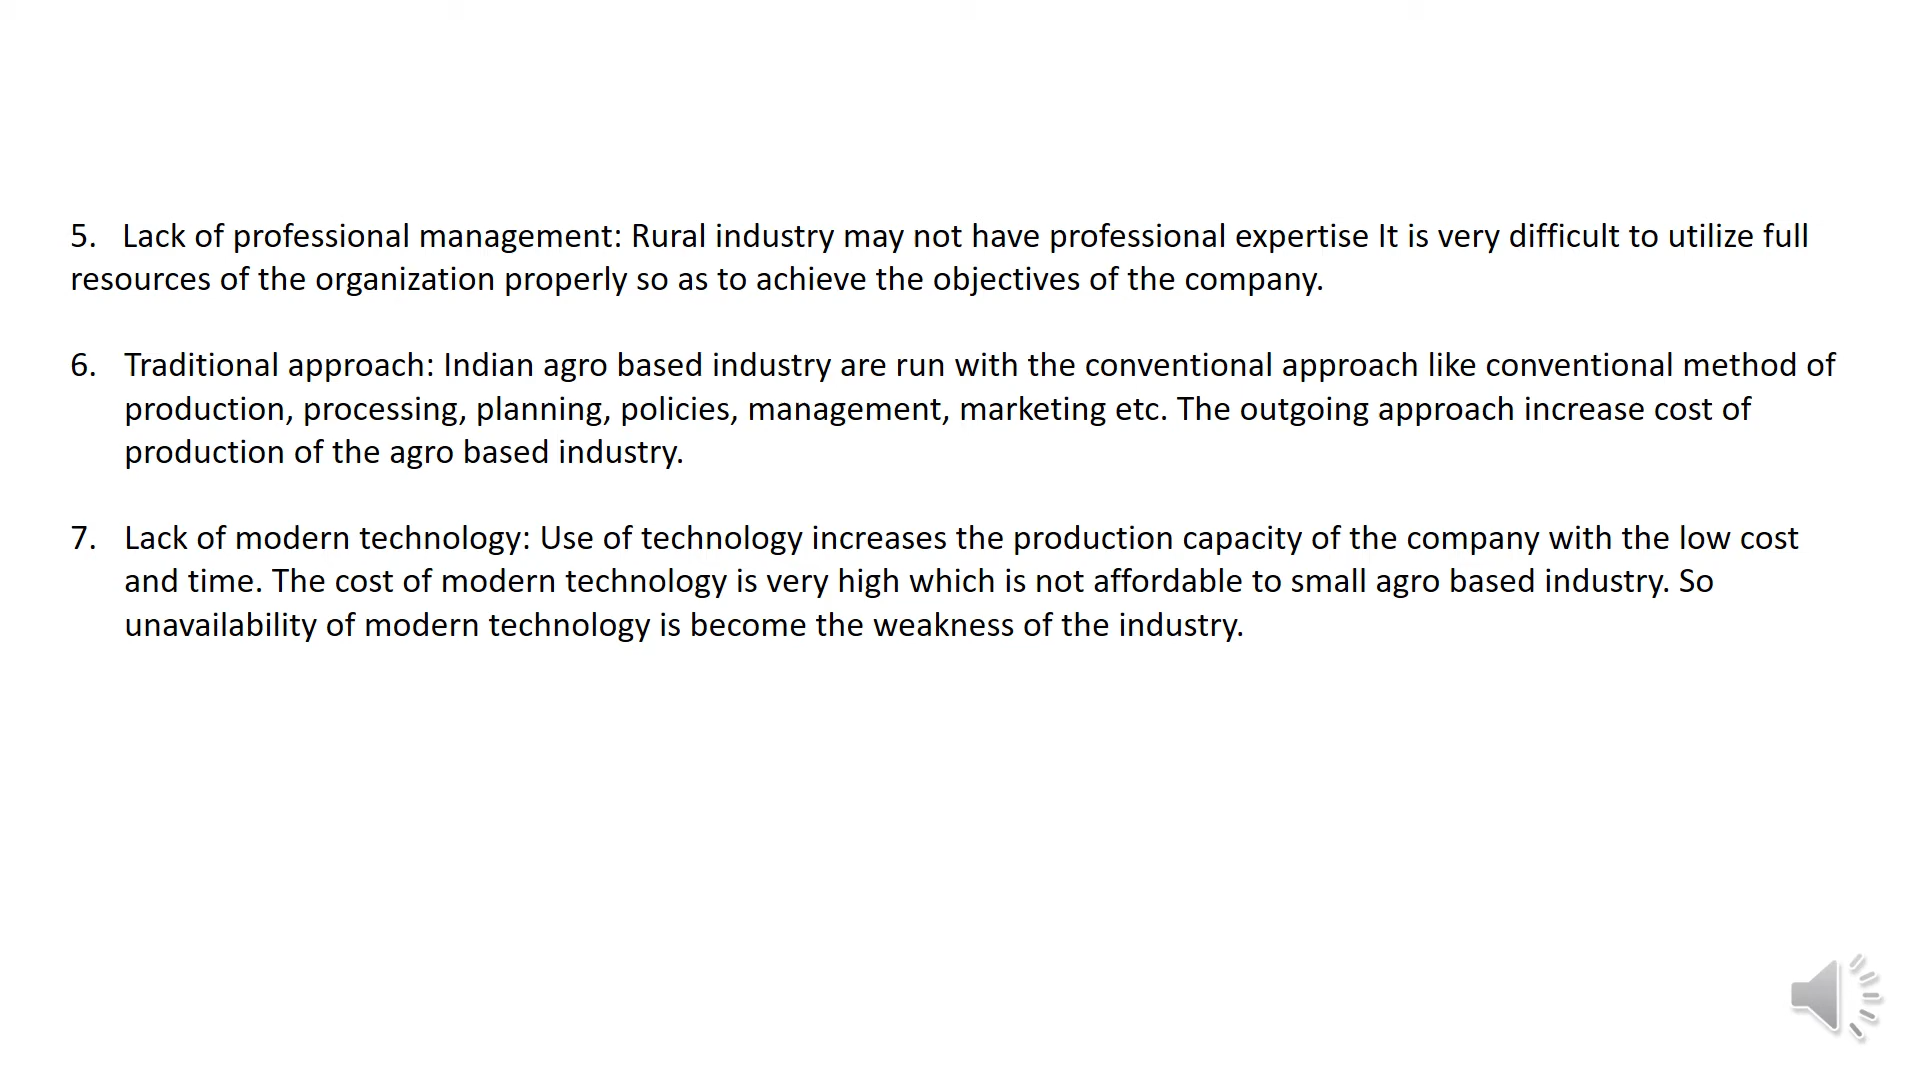 5. Lack of professional management: Rural industry may not have professional expertise It is very difficult to utilize full
resources of the organization properly so as to achieve the objectives of the company.
6. Traditional approach: Indian agro based industry are run with the conventional approach like conventional method of
production, processing, planning, policies, management, marketing etc. The outgoing approach increase cost of
production of the agro based industry.
7. Lack of modern technology: Use of technology increases the production capacity of the company with the low cost
and time. The cost of modern technology is very high which is not affordable to small agro based industry. So
unavailability of modern technology is become the weakness of the industry.